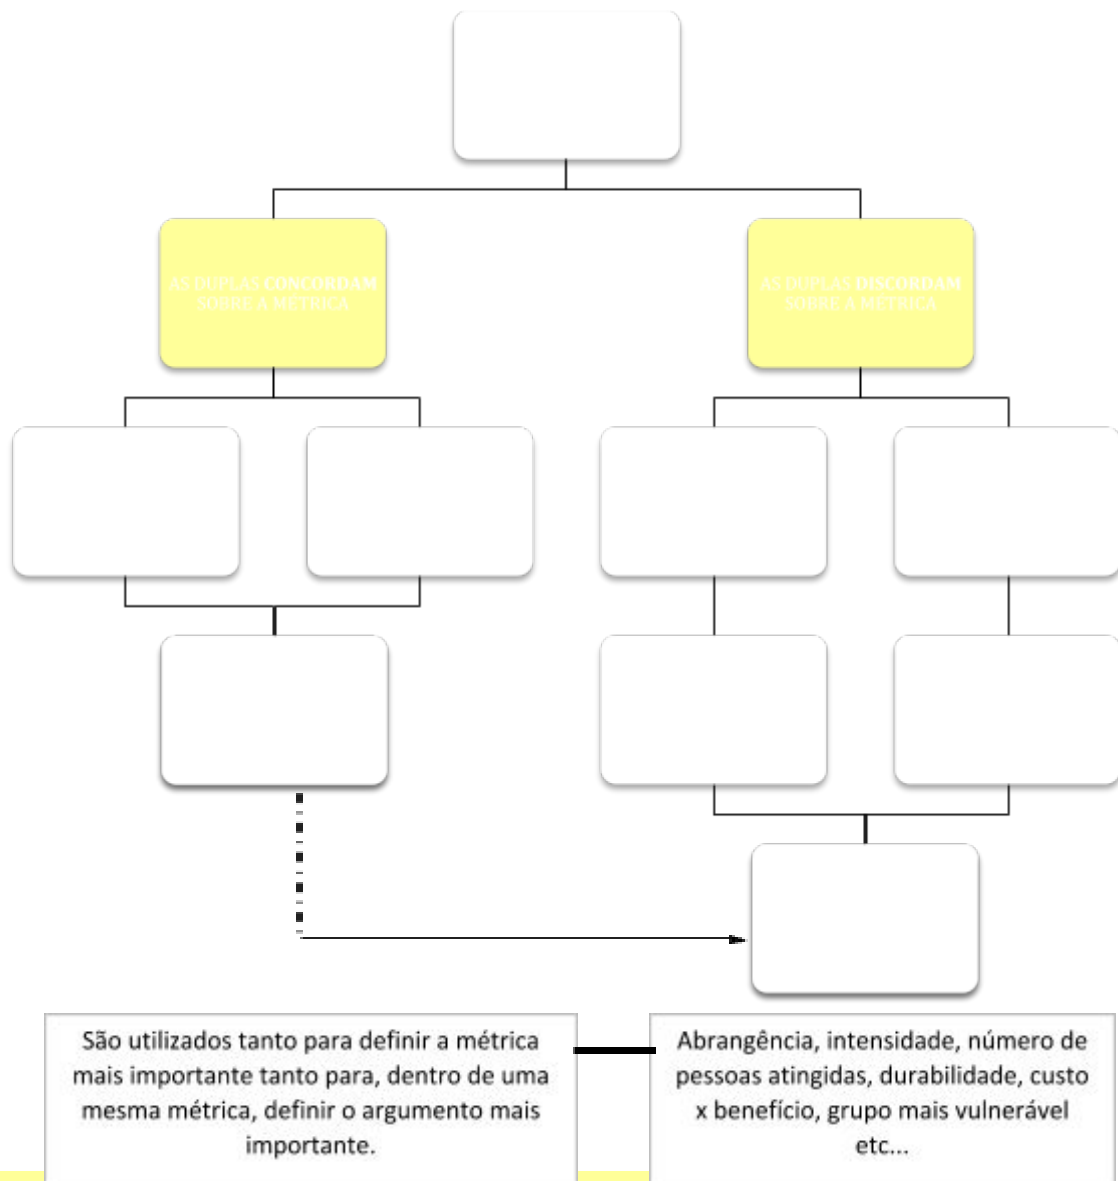 AS DUPLAS CONCORDAM
SOBRE A MÉTRICA
AS DUPLAS DISCORDAM
SOBRE A MÉTRICA
São utilizados tanto para definir a métrica
mais importante tanto para, dentro de uma
mesma métrica, definir o argumento mais
importante.
Abrangência, intensidade, número de
pessoas atingidas, durabilidade, custo
x benefício, grupo mais vulnerável
etc...